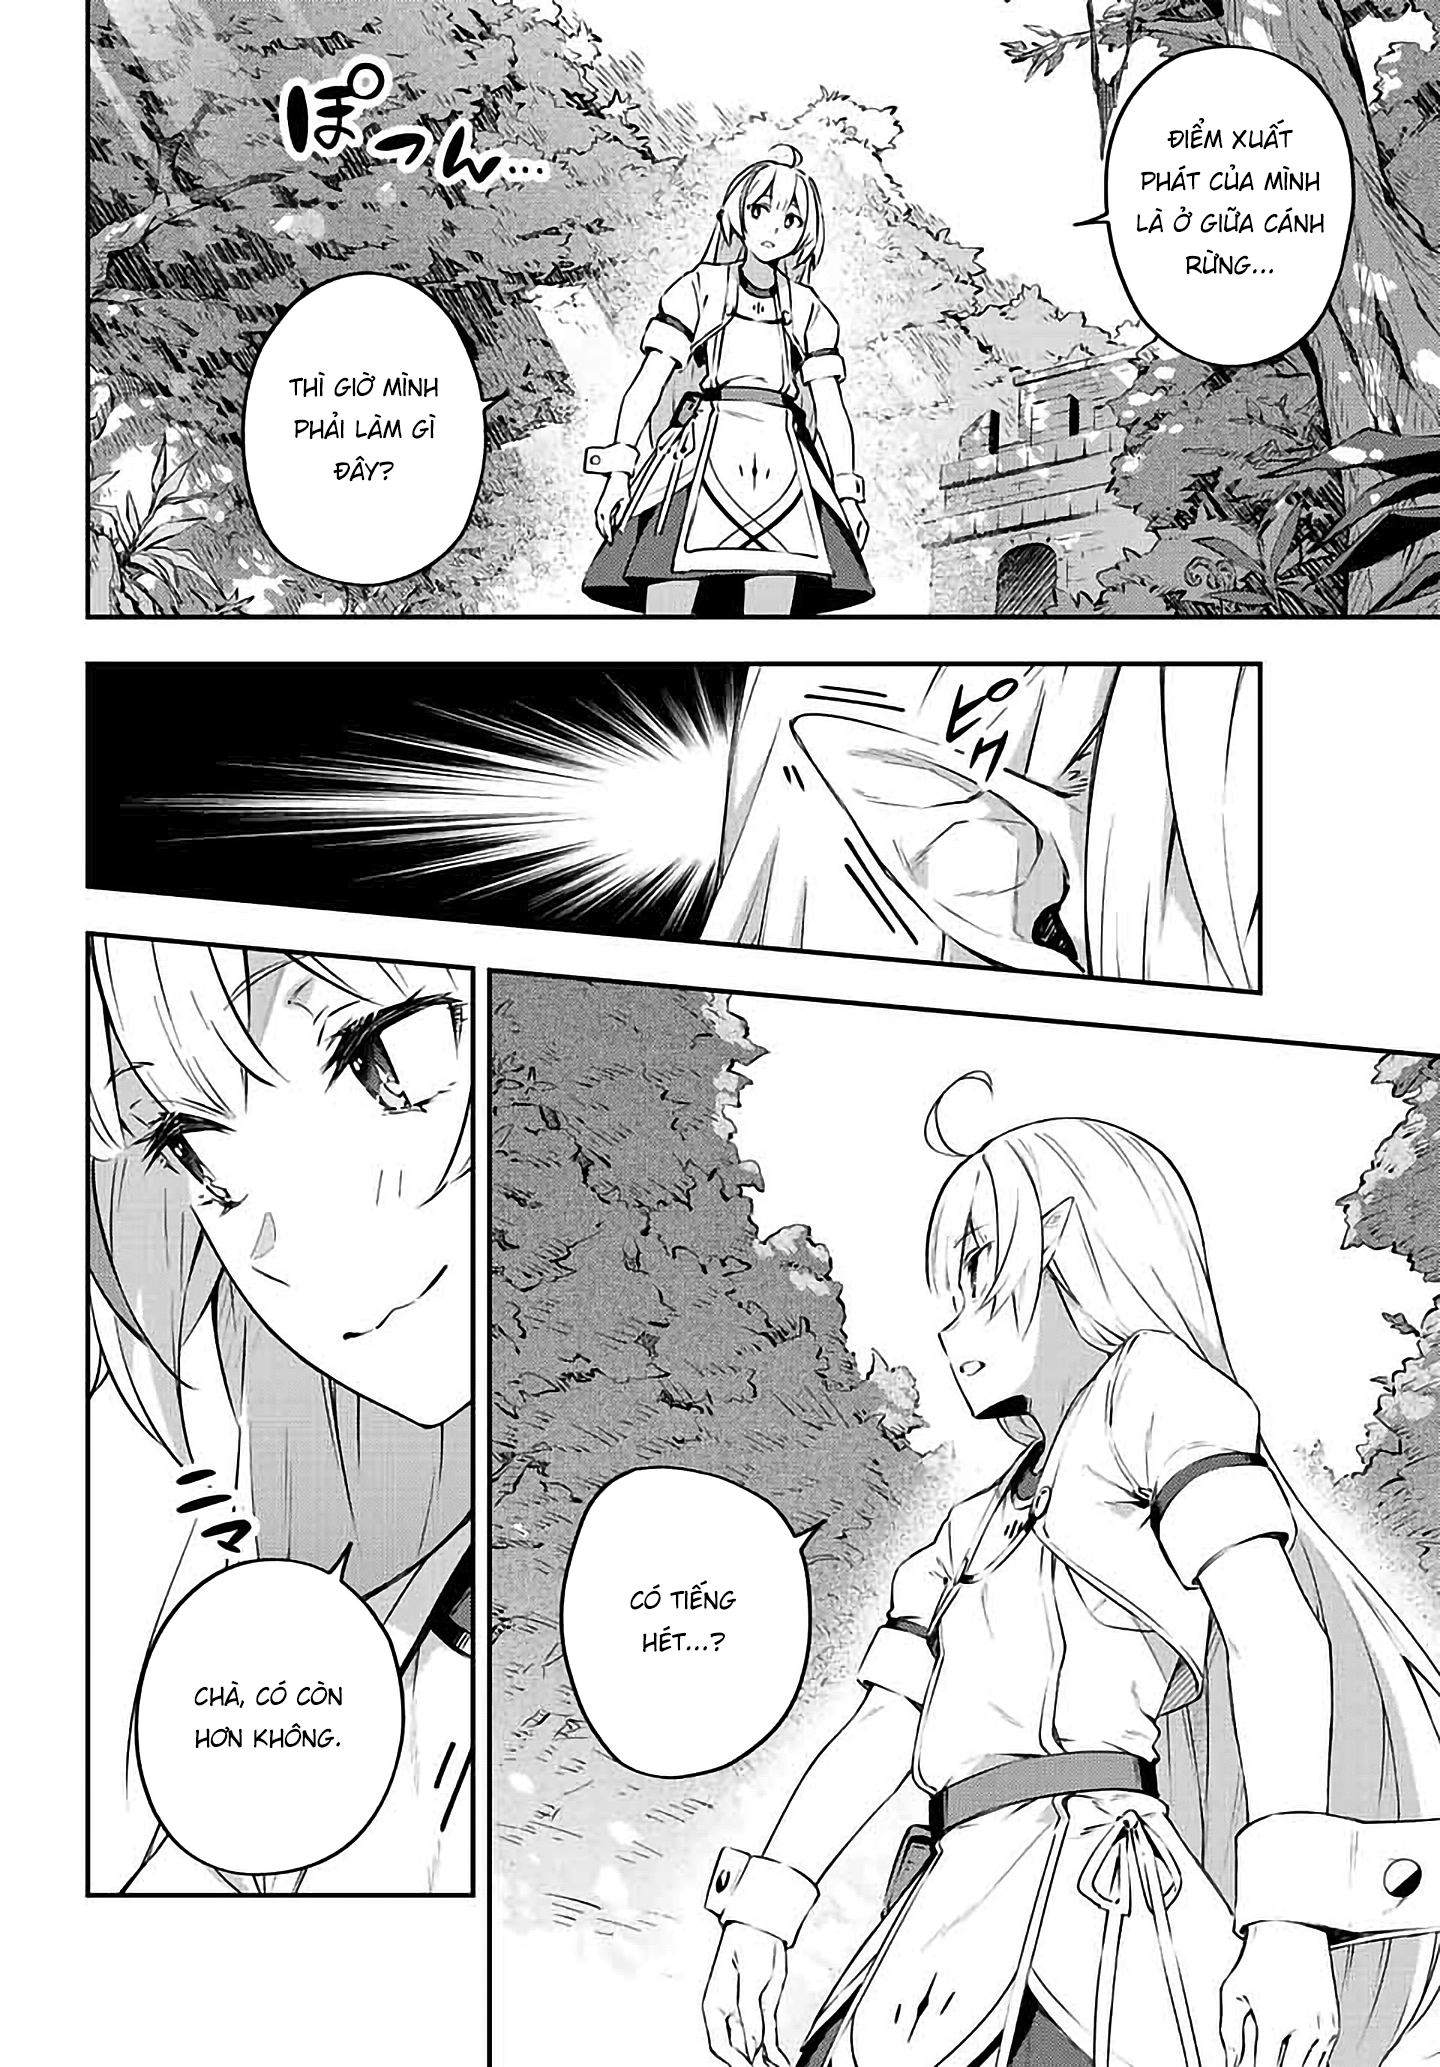 ĐIỂM XUẤT
PHÁT CỦA MÌNH
LÀ Ở GIỮA CÁNH
RỪNG...
ぽつん...
THÌ GIỜ MÌNH
PHẢI LÀM GÌ
ĐÂY?
ピク
CÓ TIẾNG
HÉT...?
ニマ
CHÀ, CÓ CÒN
HƠN KHÔNG.